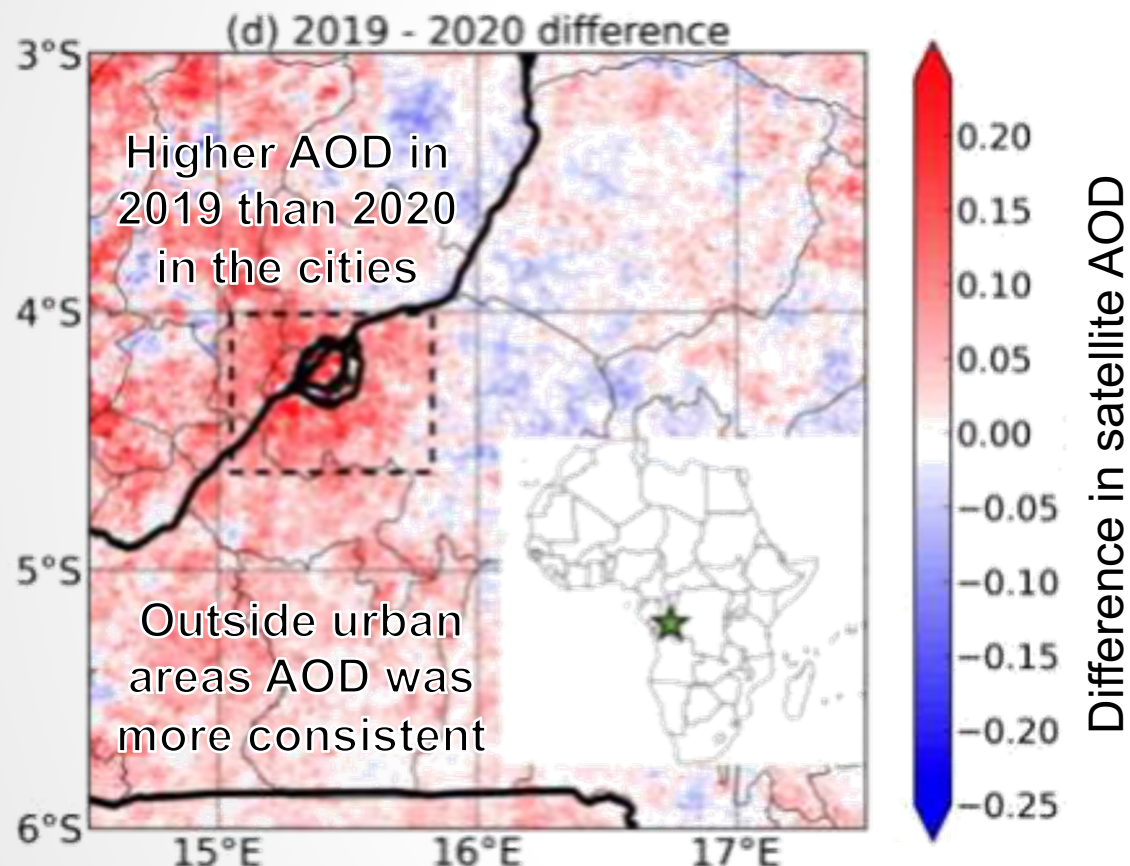 (d) 2019 - 2020 difference
3°S
4°S
5°S
6°S
Higher AOD in
2019 than 2020
in the cities
Outside urban
areas AOD was
more consistent
15°E
16°E
17°E
0.20
0.15
0.10
0.05
0.00
−0.05
−0.10
−0.15
−0.20
−0.25
Difference in satellite AOD